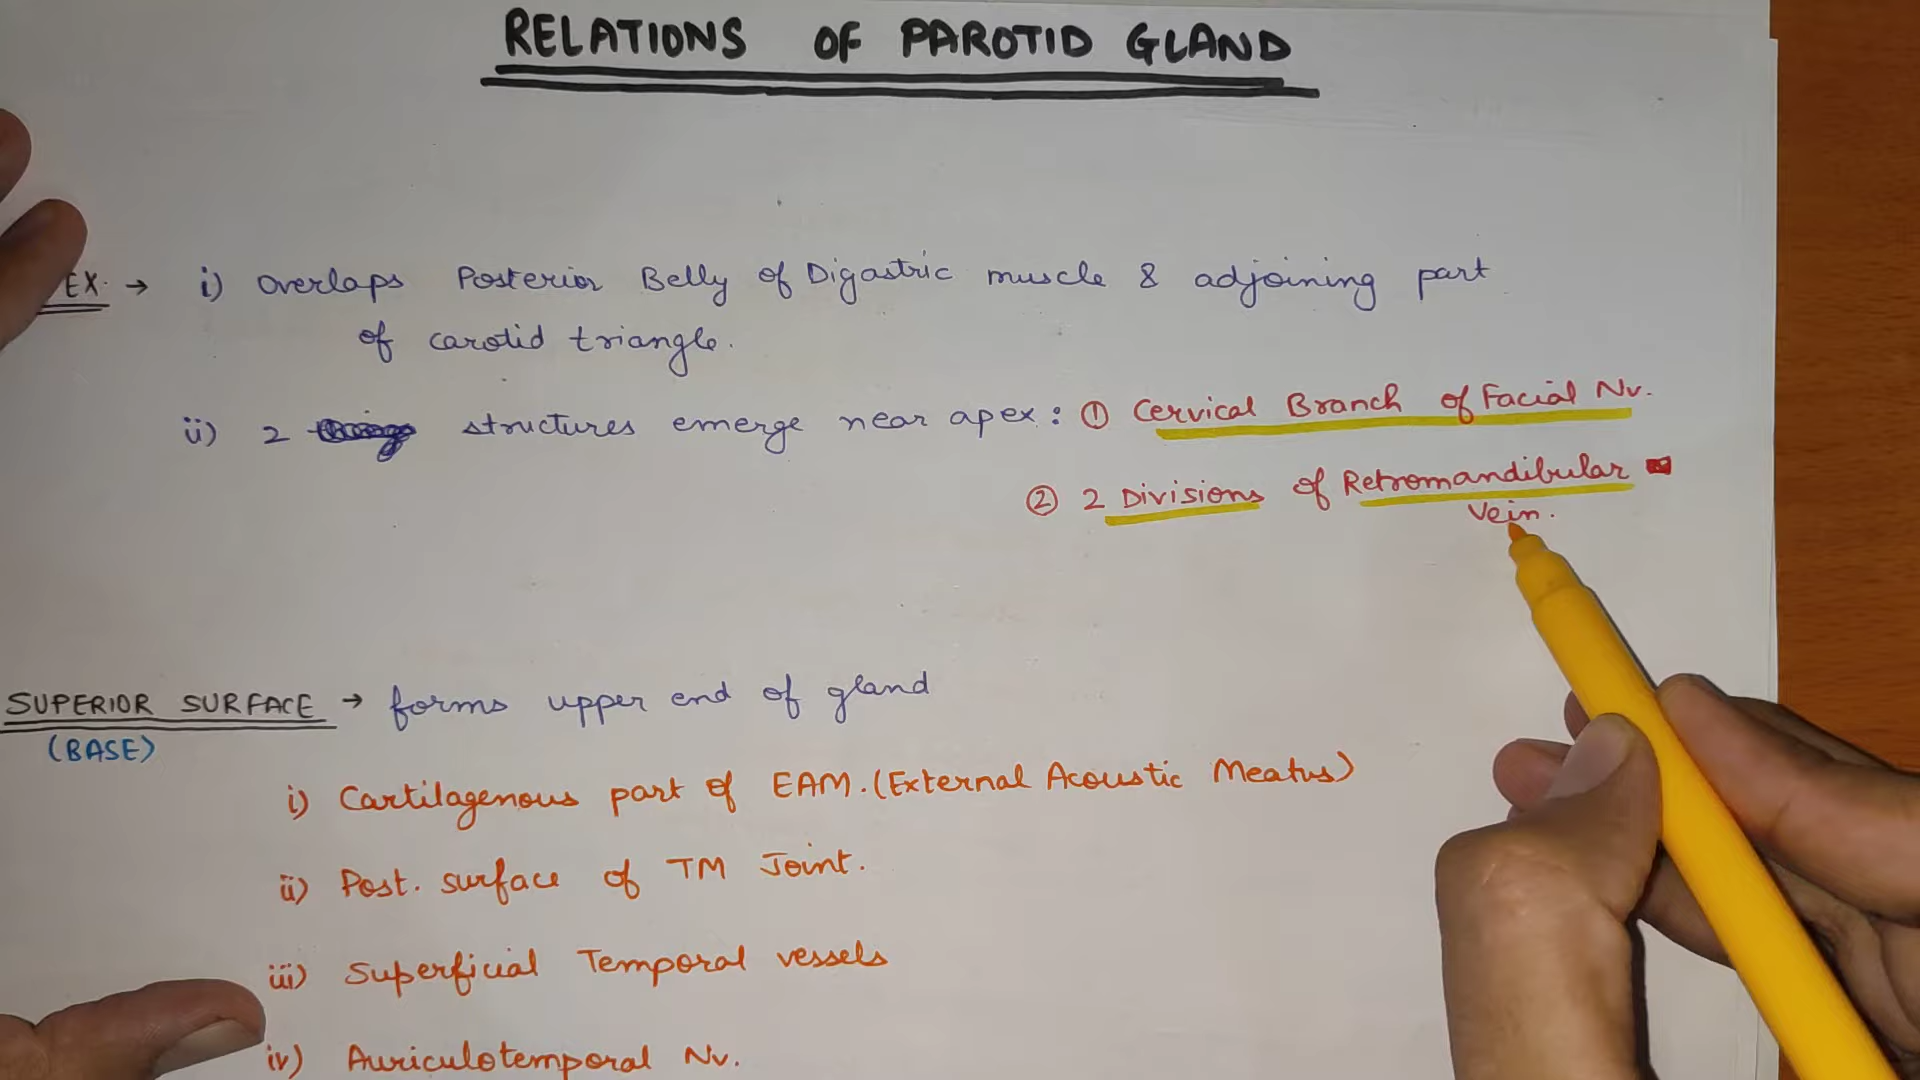 RELATIONS OF PAROTID GLAND
EX. → i) Overlaps Posterior Belly of Digastric muscle & adjoining part
of carotid triangle.
ii) 2 structures emerge near apex: ① Cervical Branch of Facial Nv.
② 2 Divisions of Retromandibular
Vein.
SUPERIOR SURFACE → forms upper end of gland
(BASE)
i) Cartilagenous part of EAM. (External Acoustic Meatus)
ii) Post. surface of TM Joint.
iii) Superficial Temporal vessels
iv) Auriculotemporal Nv.